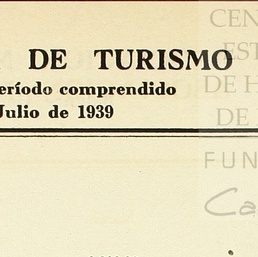 DE TURISMO
eríodo comprendido
Julio de 1939
CEN
EST
DE H
DE
FUN
Ca